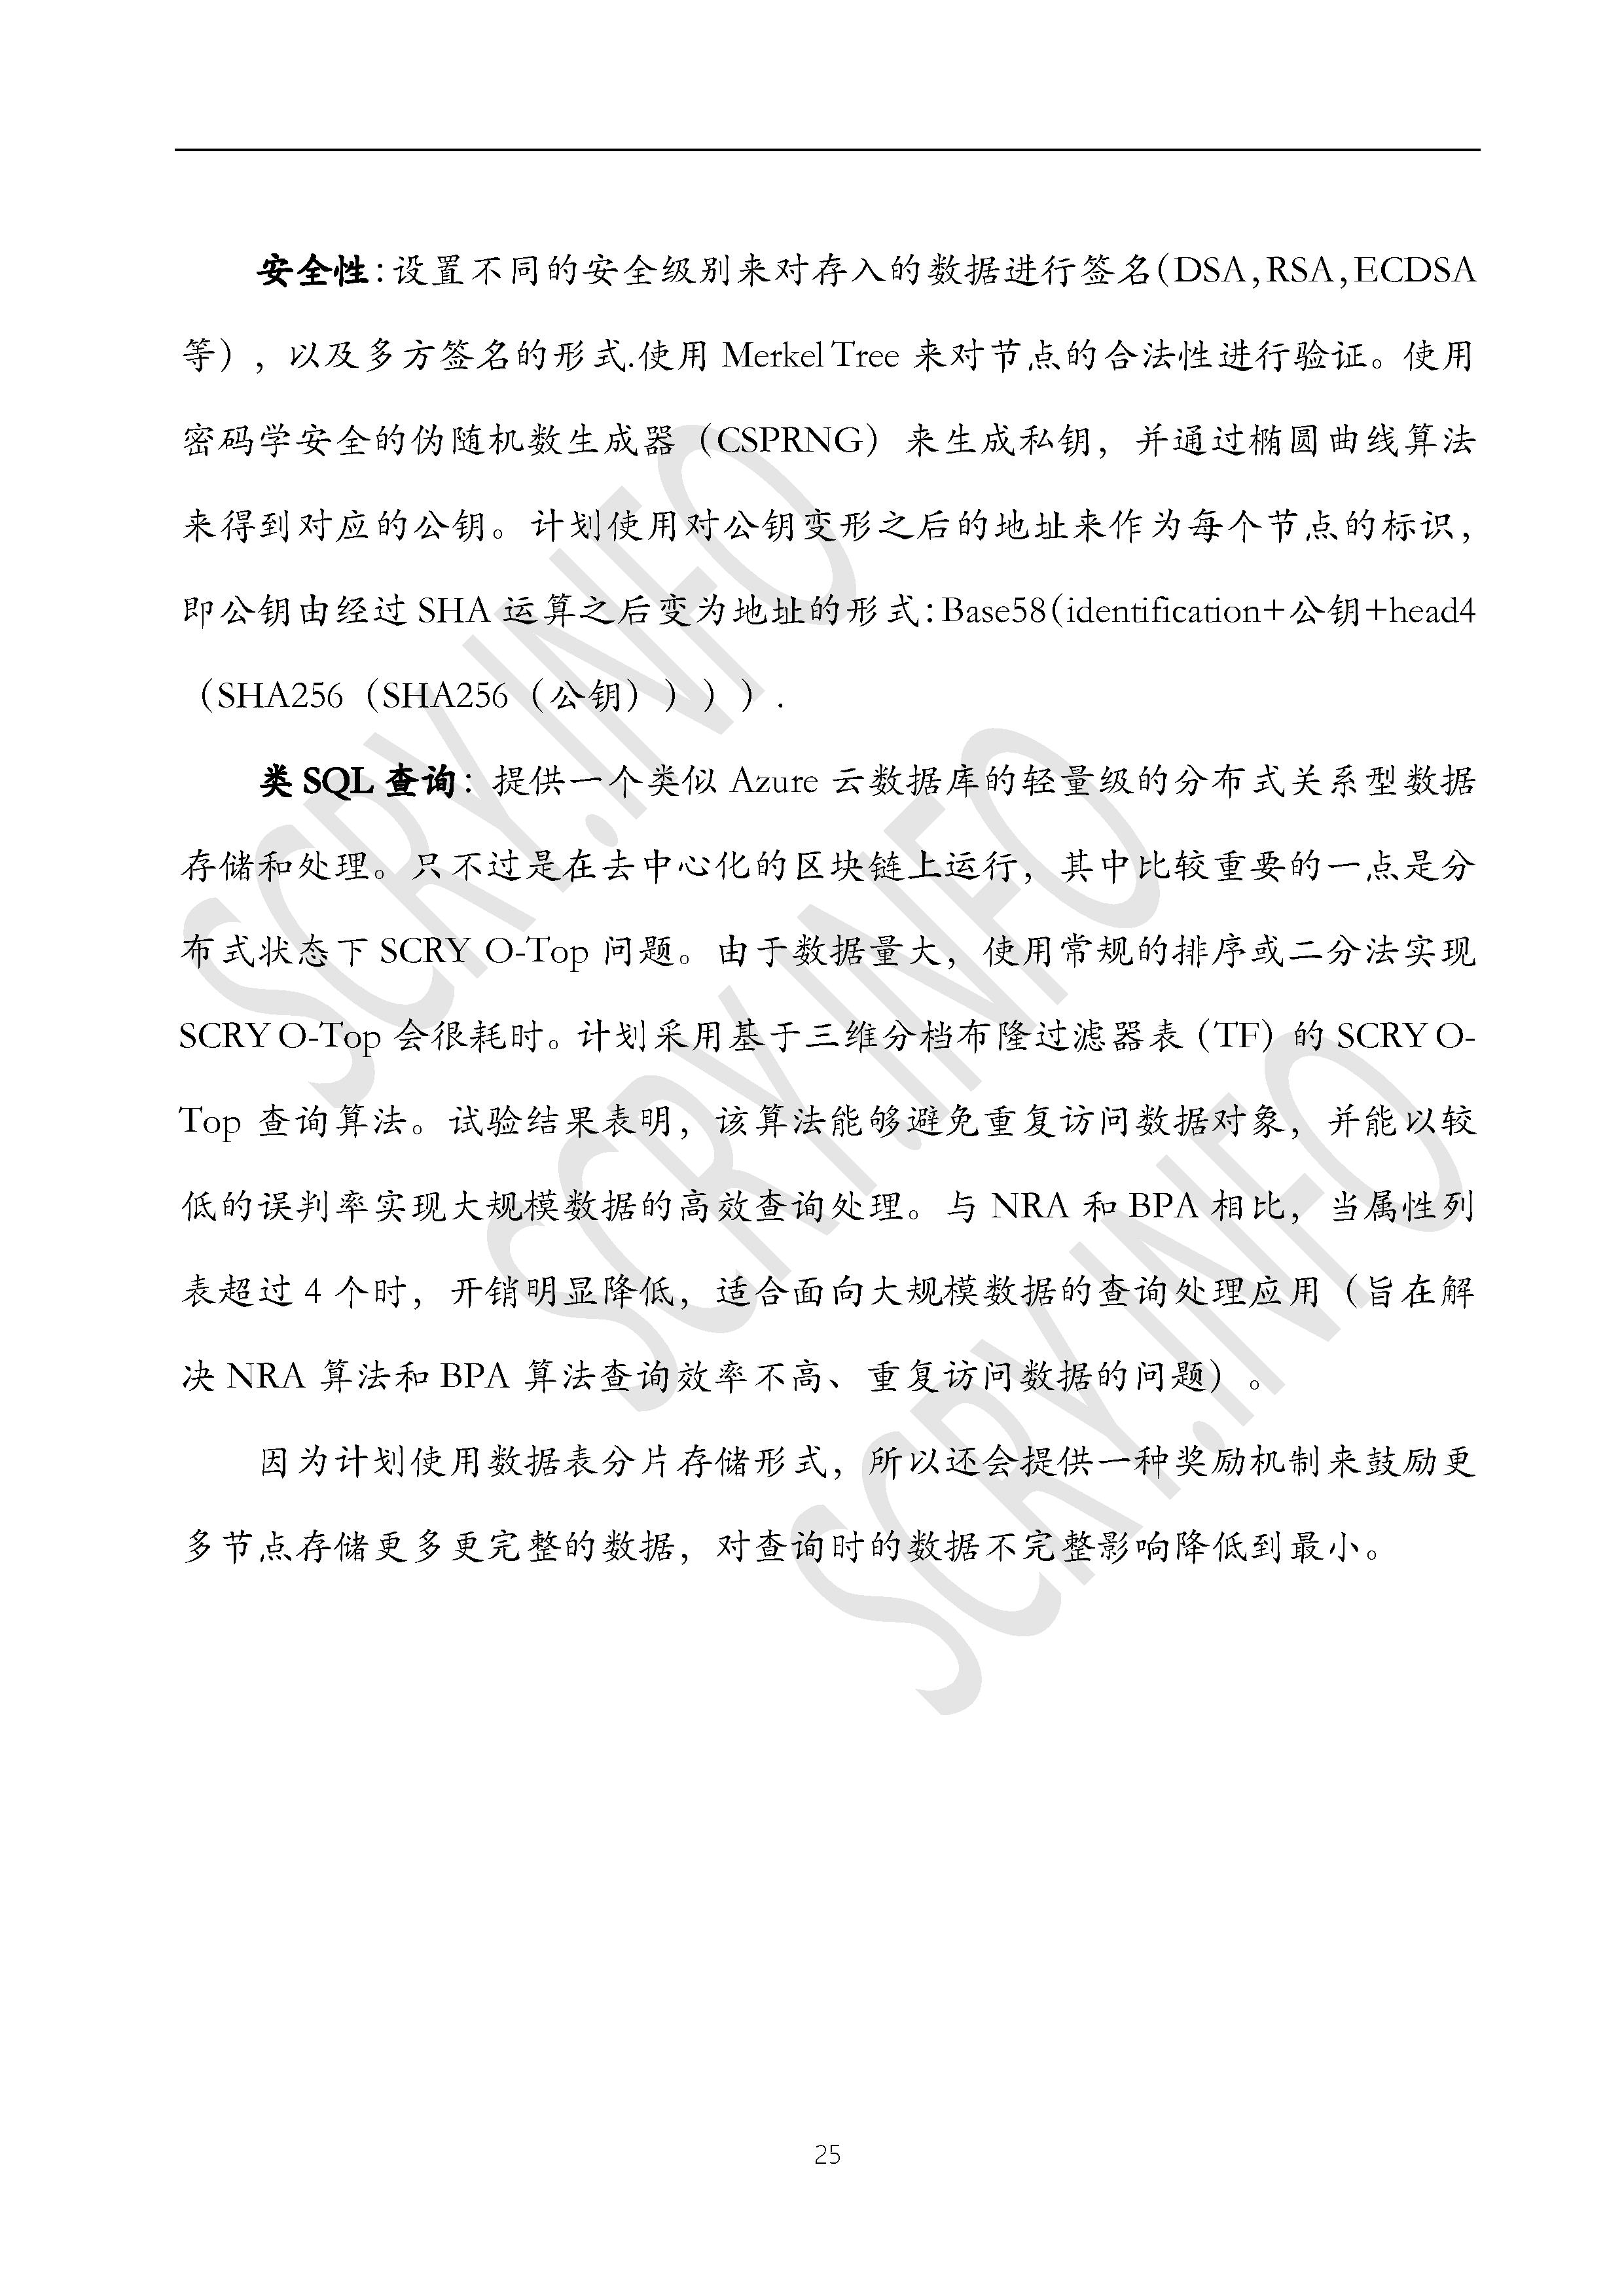 安全性:设置不同的安全级别来对存入的数据进行签名(DSA,RSA,ECDSA
等），以及多方签名的形式.使用 Merkel Tree 来对节点的合法性进行验证。使用
密码学安全的伪随机数生成器（CSPRNG）来生成私钥，并通过椭圆曲线算法
来得到对应的公钥。计划使用对公钥变形之后的地址来作为每个节点的标识，
即公钥由经过 SHA 运算之后变为地址的形式:Base58(identification+公钥+head4
（SHA256（SHA256（公钥））））.
类 SQL 查询：提供一个类似 Azure 云数据库的轻量级的分布式关系型数据
存储和处理。只不过是在去中心化的区块链上运行，其中比较重要的一点是分
布式状态下 SCRY O-Top 问题。由于数据量大，使用常规的排序或二分法实现
SCRY O-Top 会很耗时。计划采用基于三维分档布隆过滤器表（TF）的 SCRY O-
Top 查询算法。试验结果表明，该算法能够避免重复访问数据对象，并能以较
低的误判率实现大规模数据的高效查询处理。与 NRA 和 BPA 相比，当属性列
表超过 4 个时，开销明显降低，适合面向大规模数据的查询处理应用（旨在解
决 NRA 算法和 BPA 算法查询效率不高、重复访问数据的问题）。
因为计划使用数据表分片存储形式，所以还会提供一种奖励机制来鼓励更
多节点存储更多更完整的数据，对查询时的数据不完整影响降低到最小。
SCRY.INFO
SCRY.INFO
SCRY.INFO
25